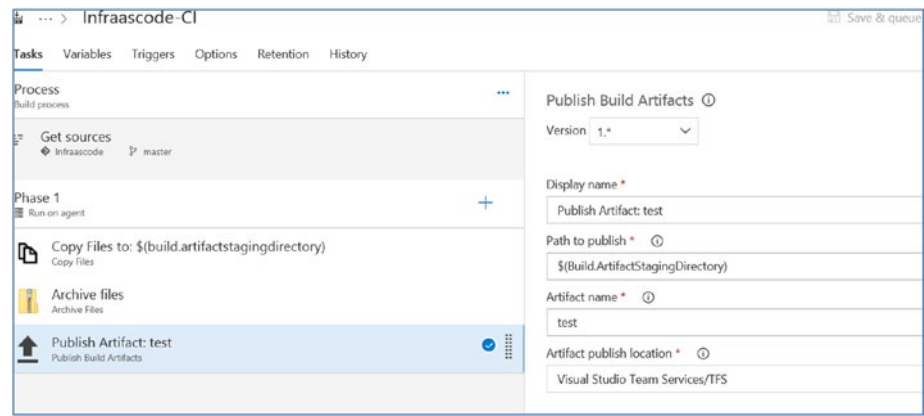 ... > Infraascode-CI
Save & queue
Tasks Variables Triggers Options Retention History
Process
Build process
...
Get sources
Infraascode master
Phase 1
Run on agent
+
Copy Files to: $(build.artifactstagingdirectory)
Copy Files
Archive files
Archive Files
Publish Artifact: test
Publish Build Artifacts
Publish Build Artifacts
Version 1.*
Display name *
Publish Artifact: test
Path to publish *
$(Build.ArtifactStagingDirectory)
Artifact name *
test
Artifact publish location *
Visual Studio Team Services/TFS